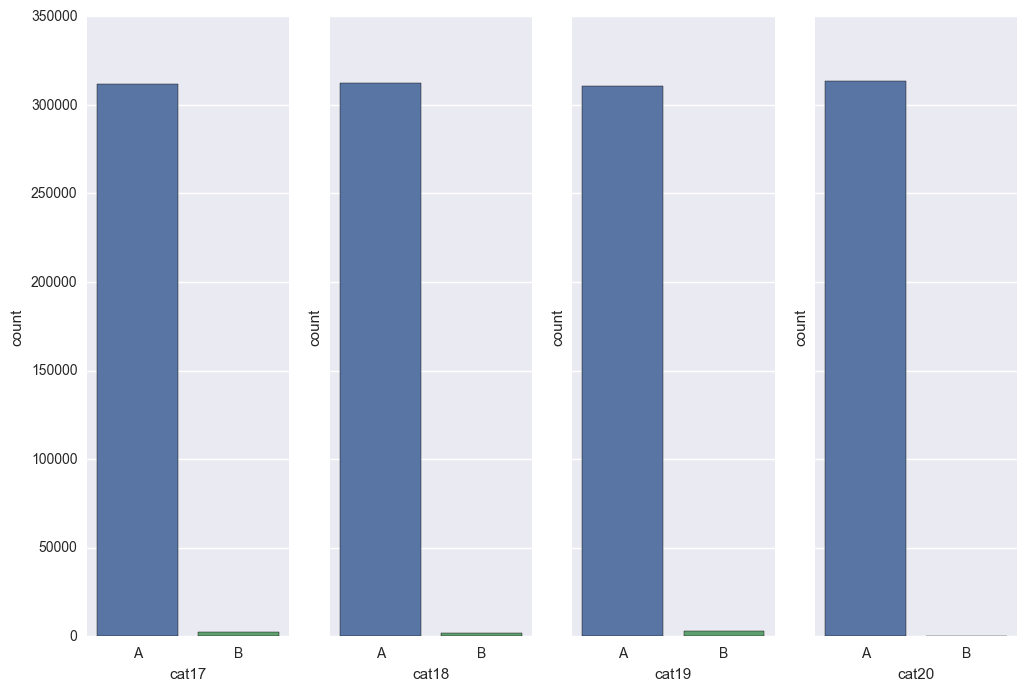 350000
300000
250000
200000
150000
100000
50000
0
count
A B
cat17
count
A B
cat18
count
A B
cat19
count
A B
cat20